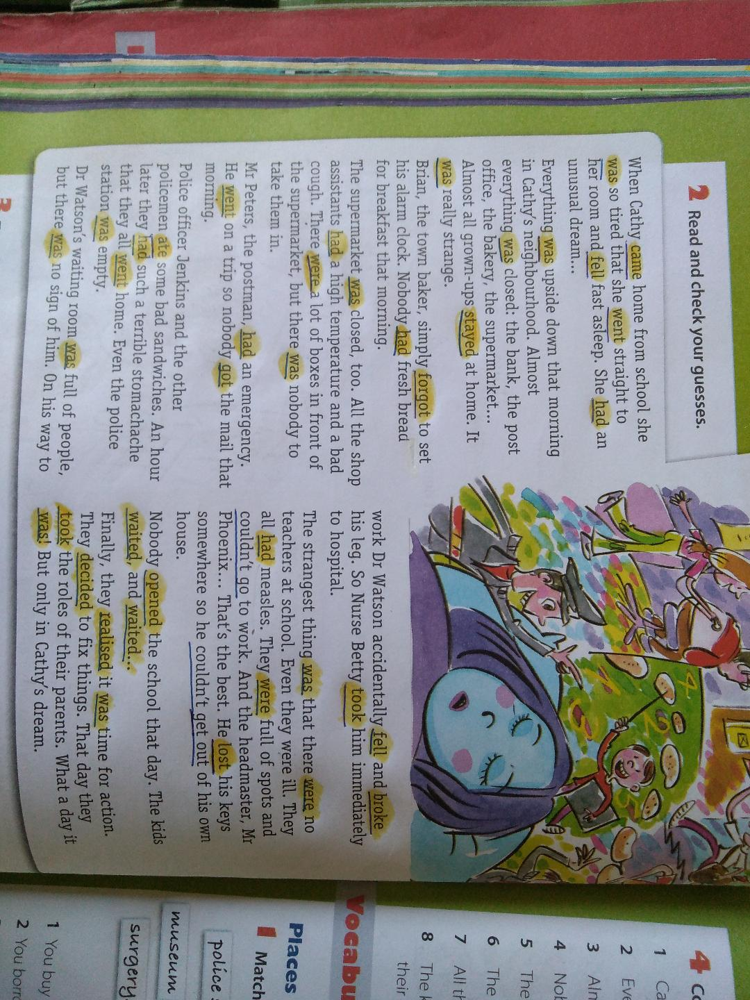 2 Read and check your guesses.
When Cathy came home from school she
was so tired that she went straight to
her room and fell fast asleep. She had an
unusual dream...
Everything was upside down that morning
in Cathy's neighbourhood. Almost
everything was closed: the bank, the post
office, the bakery, the supermarket...
Almost all grown-ups stayed at home. It
was really strange.
Brian, the town baker, simply forgot to set
his alarm clock. Nobody had fresh bread
for breakfast that morning.
The supermarket was closed, too. All the shop
assistants had a high temperature and a bad
cough. There were a lot of boxes in front of
the supermarket, but there was nobody to
take them in.
Mr Peters, the postman, had an emergency.
He went on a trip so nobody got the mail that
morning.
Police officer Jenkins and the other
policemen ate some bad sandwiches. An hour
later they had such a terrible stomachache
that they all went home. Even the police
station was empty.
Dr Watson's waiting room was full of people,
but there was no sign of him. On his way to
work Dr Watson accidentally fell and broke
his leg. So Nurse Betty took him immediately
to hospital.
The strangest thing was that there were no
teachers at school. Even they were ill. They
all had measles. They were full of spots and
couldn't go to work. And the headmaster, Mr
Phoenix... That's the best. He lost his keys
somewhere so he couldn't get out of his own
house.
Nobody opened the school that day. The kids
waited, and waited...
Finally, they realised it was time for action.
They decided to fix things. That day they
took the roles of their parents. What a day it
was! But only in Cathy's dream.
4
1
2
3
4
5 The
6 The
7 All
8 The
their
Places
1 Match
police
museum
surgery
1 You buy
2 You